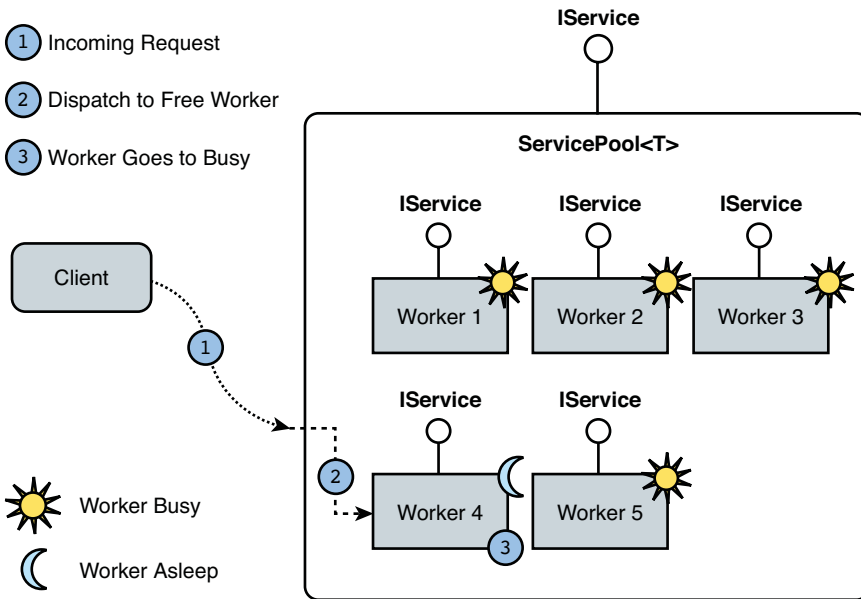 1 Incoming Request
2 Dispatch to Free Worker
3 Worker Goes to Busy
IService
ServicePool<T>
IService IService IService
Client
Worker 1 Worker 2 Worker 3
1
IService IService
2
Worker 4 Worker 5
3
Worker Busy
Worker Asleep